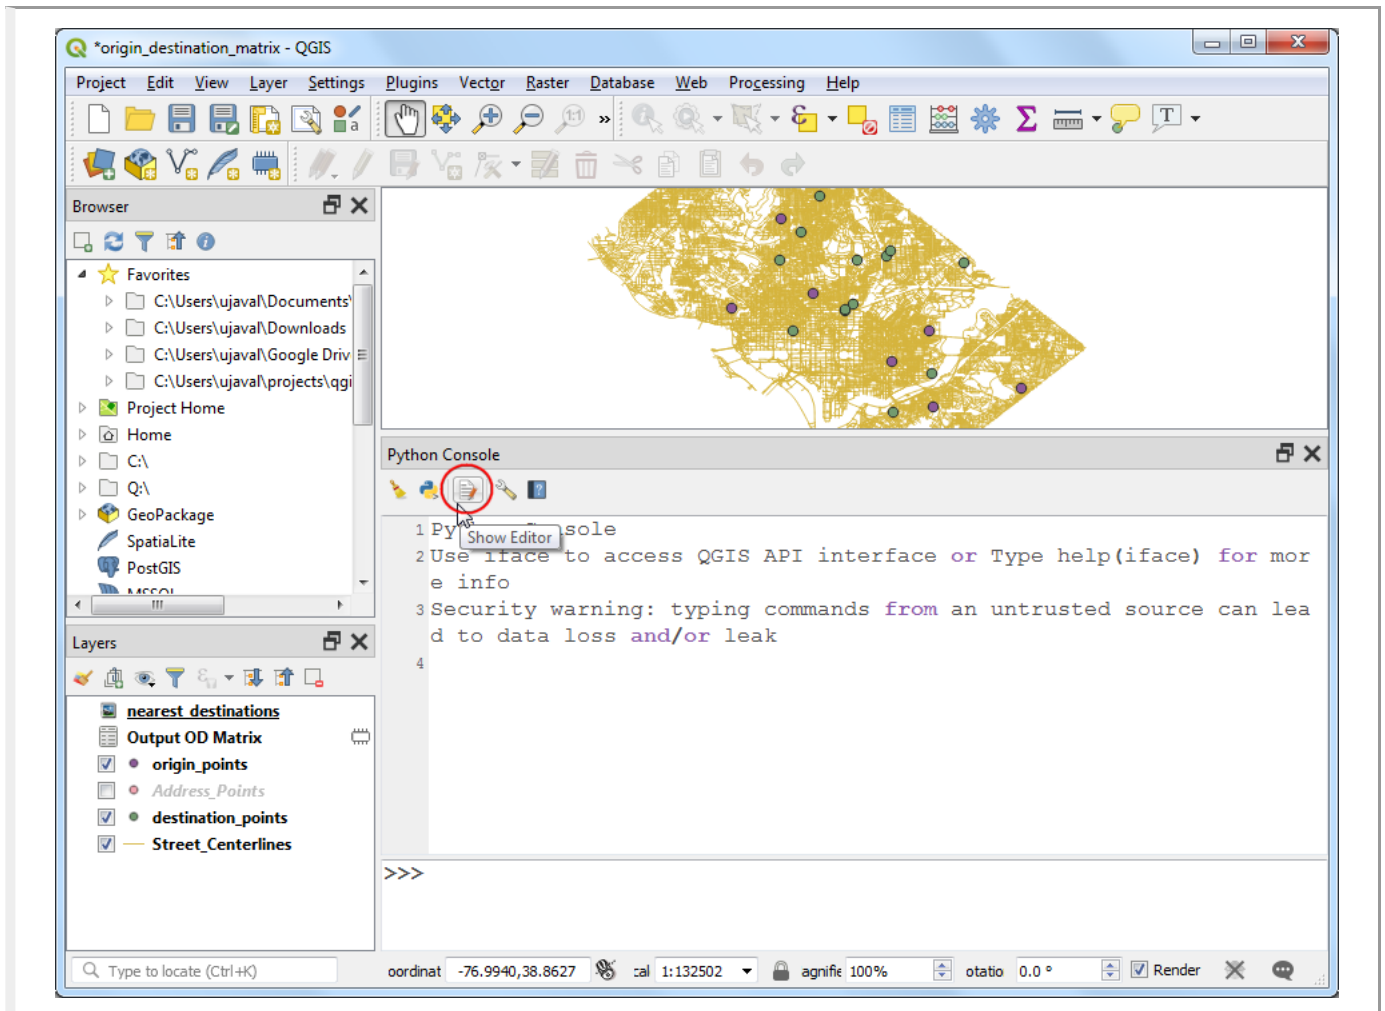 *origin_destination_matrix - QGIS
Project Edit View Layer Settings Plugins Vector Raster Database Web Processing Help
Browser
Favorites
C:\Users\ujaval\Documents'
C:\Users\ujaval\Downloads
C:\Users\ujaval\Google Driv
C:\Users\ujaval\projects\qgi
Project Home
Home
C:\
Q:\
GeoPackage
SpatiaLite
PostGIS
MSSQL
Layers
nearest_destinations
Output OD Matrix
origin_points
Address_Points
destination_points
Street_Centerlines
Python Console
Show Editor
1 Py sole
2 Use iface to access QGIS API interface or Type help(iface) for mor
e info
3 Security warning: typing commands from an untrusted source can lea
d to data loss and/or leak
4
>>>
Type to locate (Ctrl+K) oordinat -76.9940,38.8627 :al 1:132502 agnifie 100% otatio 0.0 ° Render